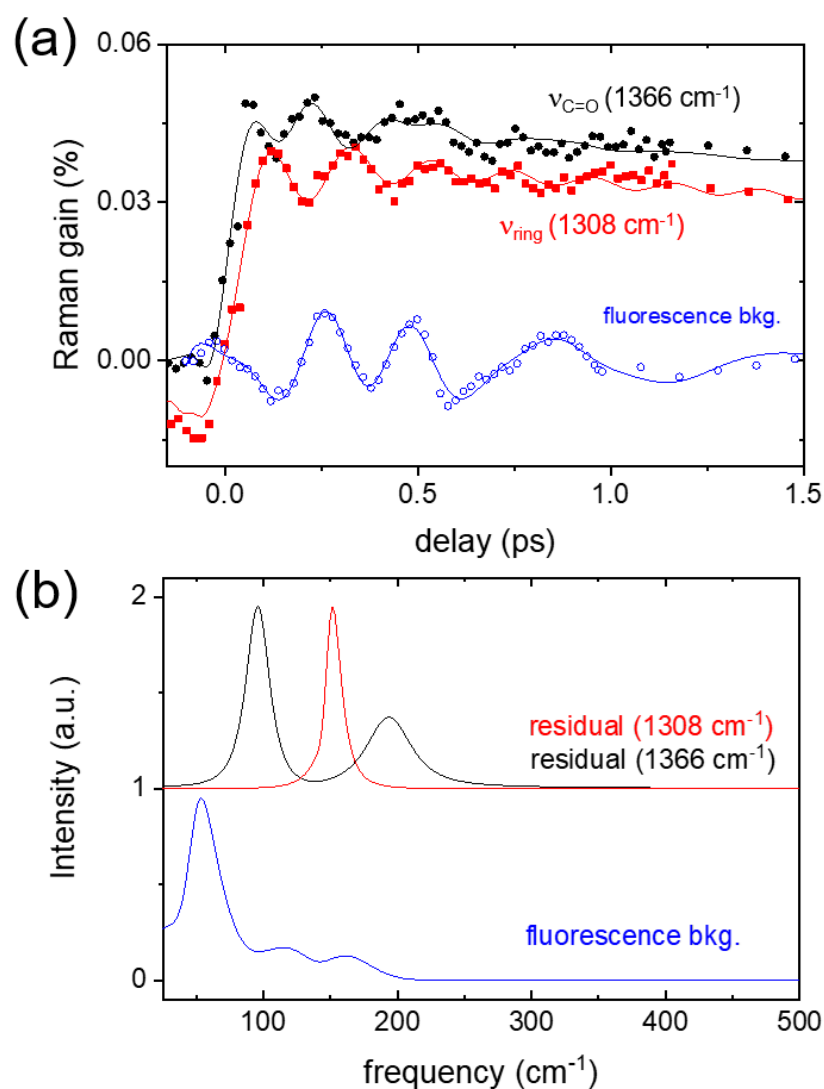 (a)
0.06
0.03
0.00
Raman gain (%)
νC=O (1366 cm-1)
νring (1308 cm-1)
fluorescence bkg.
0.0 0.5 1.0 1.5
delay (ps)
(b)
2
1
0
Intensity (a.u.)
residual (1308 cm-1)
residual (1366 cm-1)
fluorescence bkg.
100 200 300 400 500
frequency (cm-1)